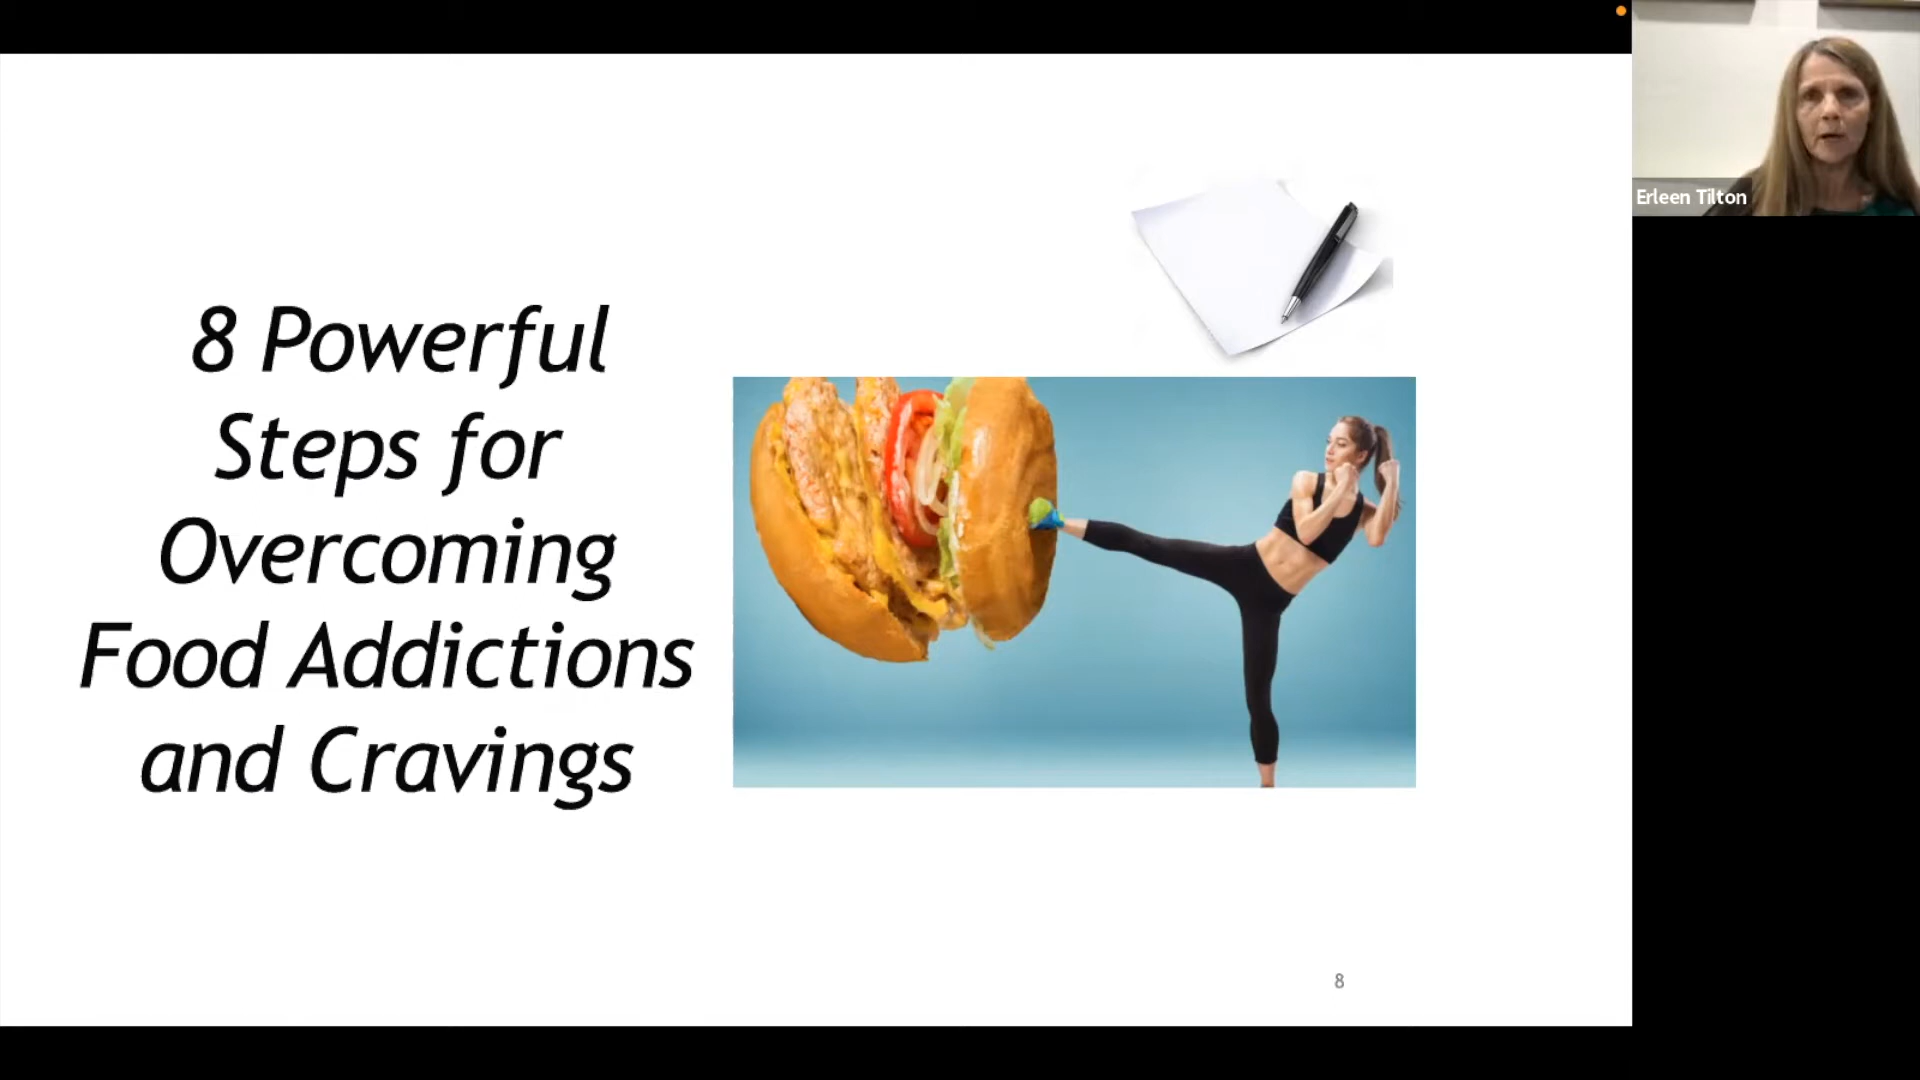 8 Powerful
Steps for
Overcoming
Food Addictions
and Cravings
8
Erleen Tilton